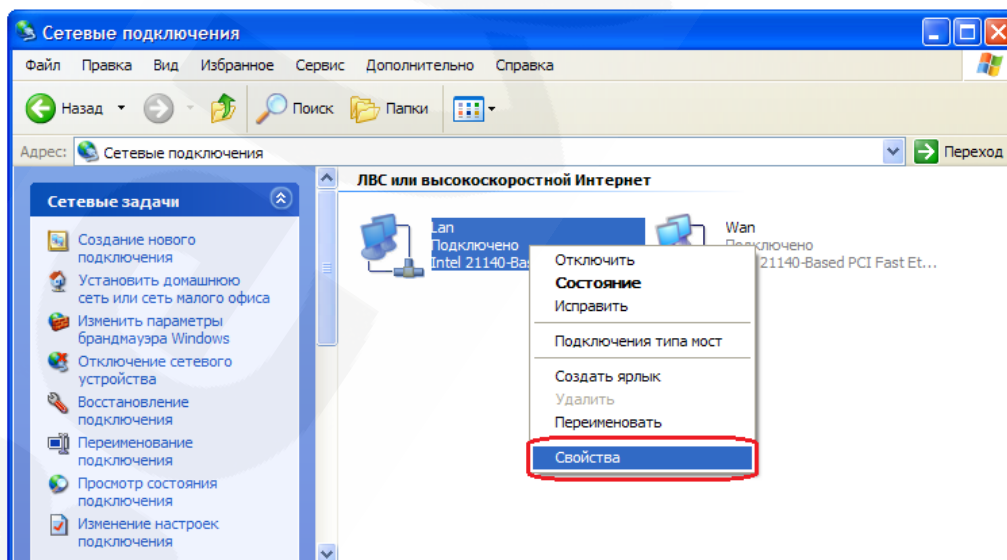 Сетевые подключения
Файл Правка Вид Избранное Сервис Дополнительно Справка
Назад Поиск Папки
Адрес: Сетевые подключения Переход
Сетевые задачи
Создание нового
подключения
Установить домашнюю
сеть или сеть малого офиса
Изменить параметры
брандмауэра Windows
Отключение сетевого
устройства
Восстановление
подключения
Переименование
подключения
Просмотр состояния
подключения
Изменение настроек
подключения
ЛВС или высокоскоростной Интернет
Lan
Подключено
Intel 21140-Bas
Wan
Подключено
21140-Based PCI Fast Et...
Отключить
Состояние
Исправить
Подключения типа мост
Создать ярлык
Удалить
Переименовать
Свойства